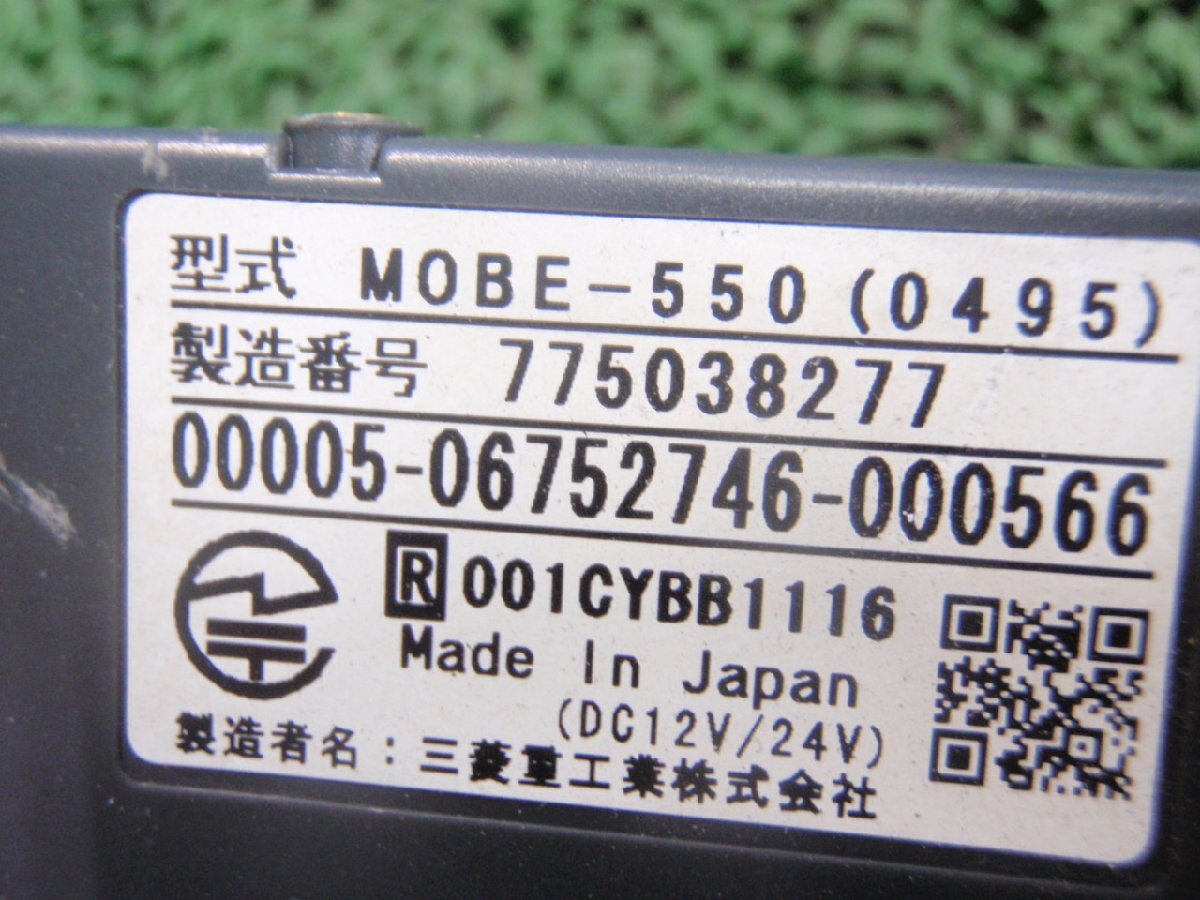 型式 MOBE-550(0495)
製造番号 775038277
00005-06752746-000566
R 001CYBB1116
Made In Japan
(DC12V/24V)
製造者名:三菱重工業株式会社